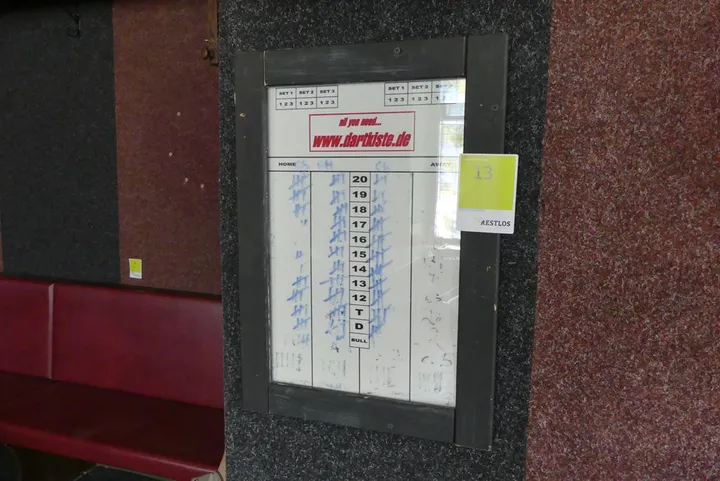 SET 1 SET 2 SET 3 SET 1 SET 2 SET 3
1 2 3 1 2 3 1 2 3 1 2 3 1 2 3 1 2 3
all you need...
www.dartkiste.de
HOME AWAY
20
19
18
17
16
15
14
13
12
T
D
BULL
13
RESTLOS